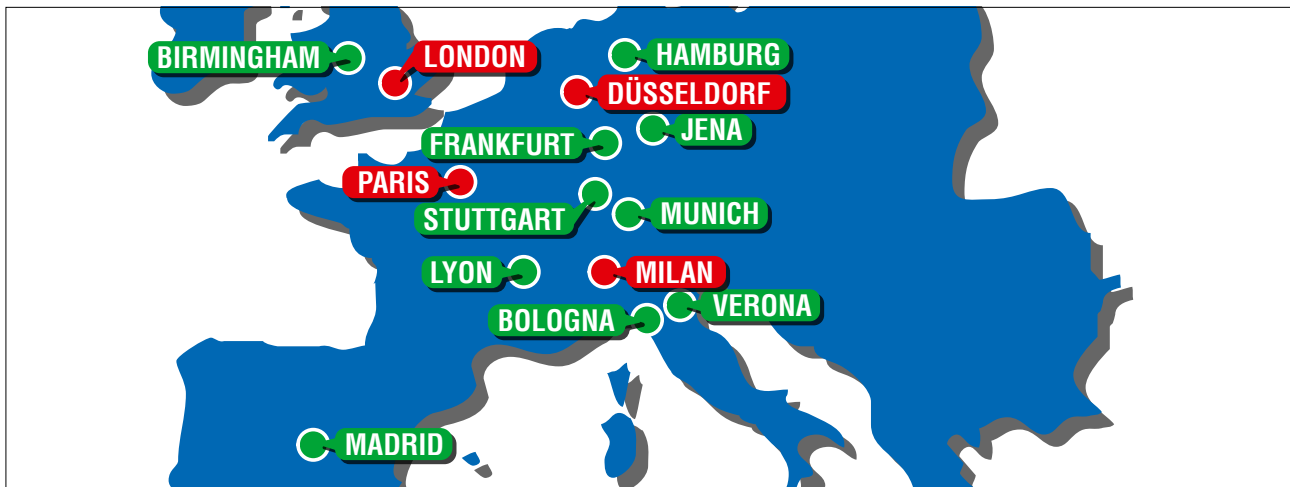 BIRMINGHAM
LONDON
HAMBURG
DÜSSELDORF
JENA
FRANKFURT
PARIS
STUTTGART
MUNICH
LYON
MILAN
VERONA
BOLOGNA
MADRID